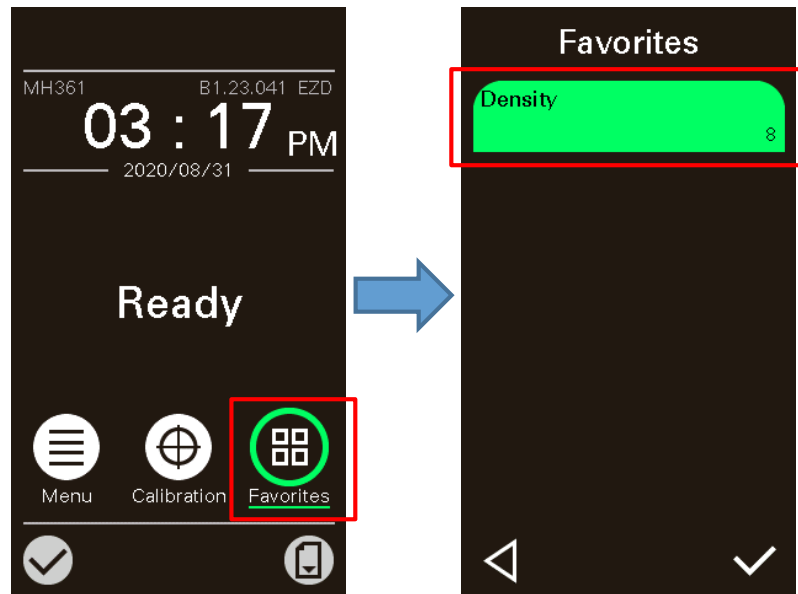 MH361 B1.23.041 EZD
03 : 17 PM
2020/08/31
Ready
Menu Calibration Favorites
Favorites
Density
8